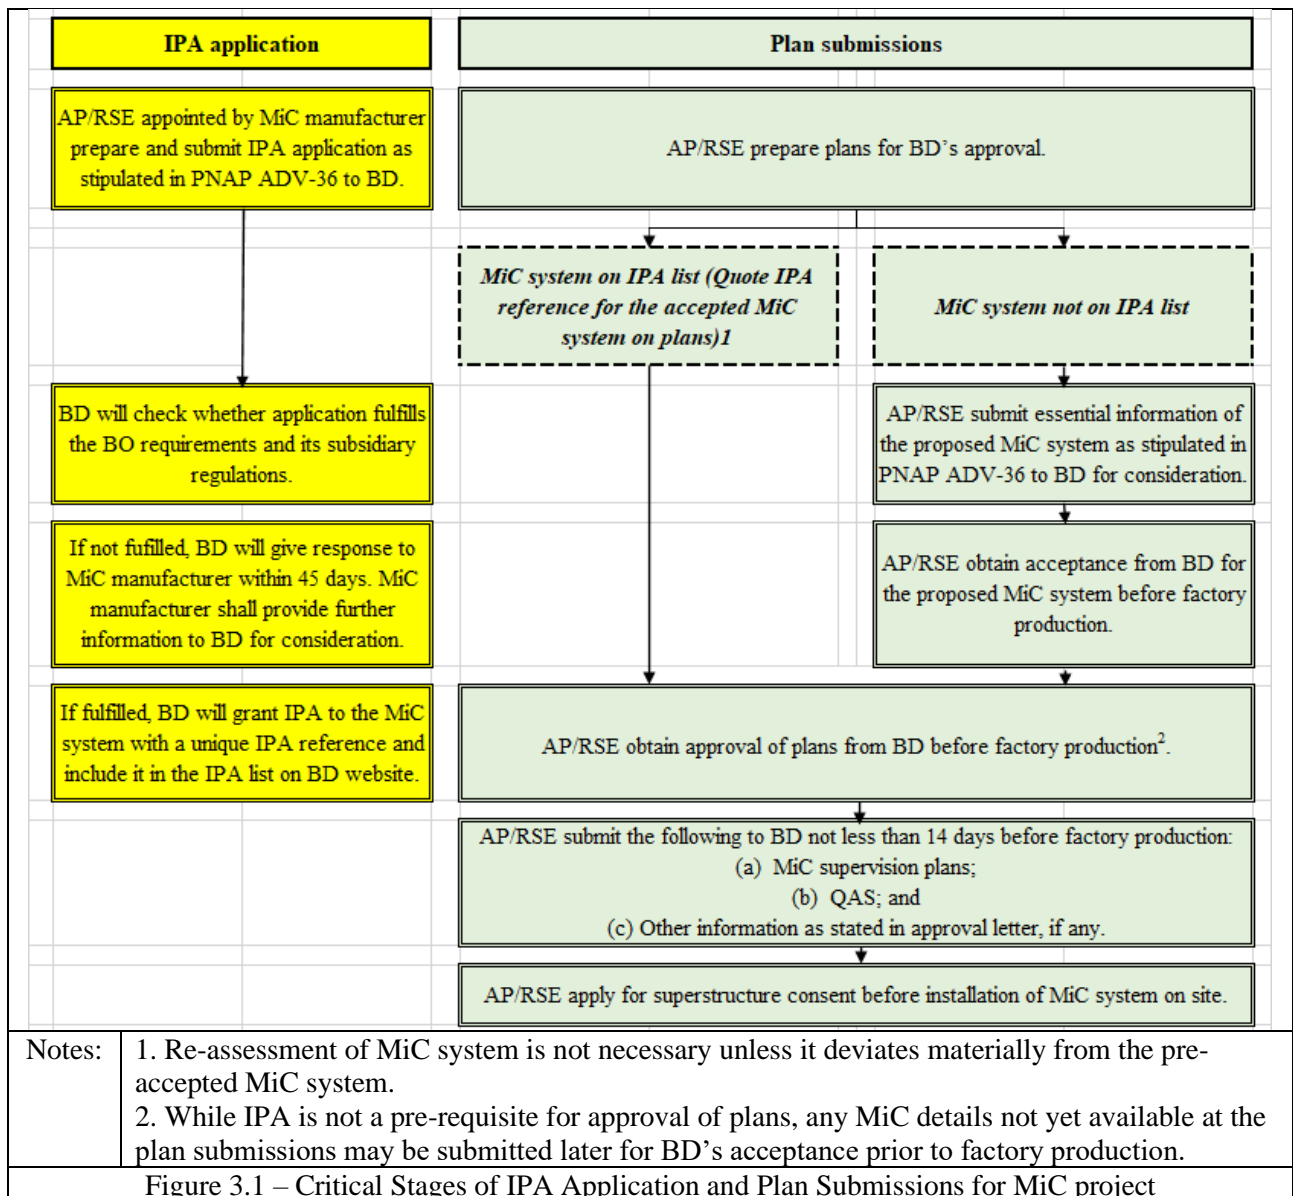 IPA application
Plan submissions
AP/RSE appointed by MiC manufacturer
prepare and submit IPA application as
stipulated in PNAP ADV-36 to BD.
AP/RSE prepare plans for BD's approval.
MiC system on IPA list (Quote IPA
reference for the accepted MiC
system on plans)1
MiC system not on IPA list
BD will check whether application fulfills
the BO requirements and its subsidiary
regulations.
AP/RSE submit essential information of
the proposed MiC system as stipulated in
PNAP ADV-36 to BD for consideration.
If not fufilled, BD will give response to
MiC manufacturer within 45 days. MiC
manufacturer shall provide further
information to BD for consideration.
AP/RSE obtain acceptance from BD for
the proposed MiC system before factory
production.
If fulfilled, BD will grant IPA to the MiC
system with a unique IPA reference and
include it in the IPA list on BD website.
AP/RSE obtain approval of plans from BD before factory production².
AP/RSE submit the following to BD not less than 14 days before factory production:
(a) MiC supervision plans;
(b) QAS; and
(c) Other information as stated in approval letter, if any.
AP/RSE apply for superstructure consent before installation of MiC system on site.
Notes:
1. Re-assessment of MiC system is not necessary unless it deviates materially from the pre-
accepted MiC system.
2. While IPA is not a pre-requisite for approval of plans, any MiC details not yet available at the
plan submissions may be submitted later for BD's acceptance prior to factory production.
Figure 3.1 – Critical Stages of IPA Application and Plan Submissions for MiC project